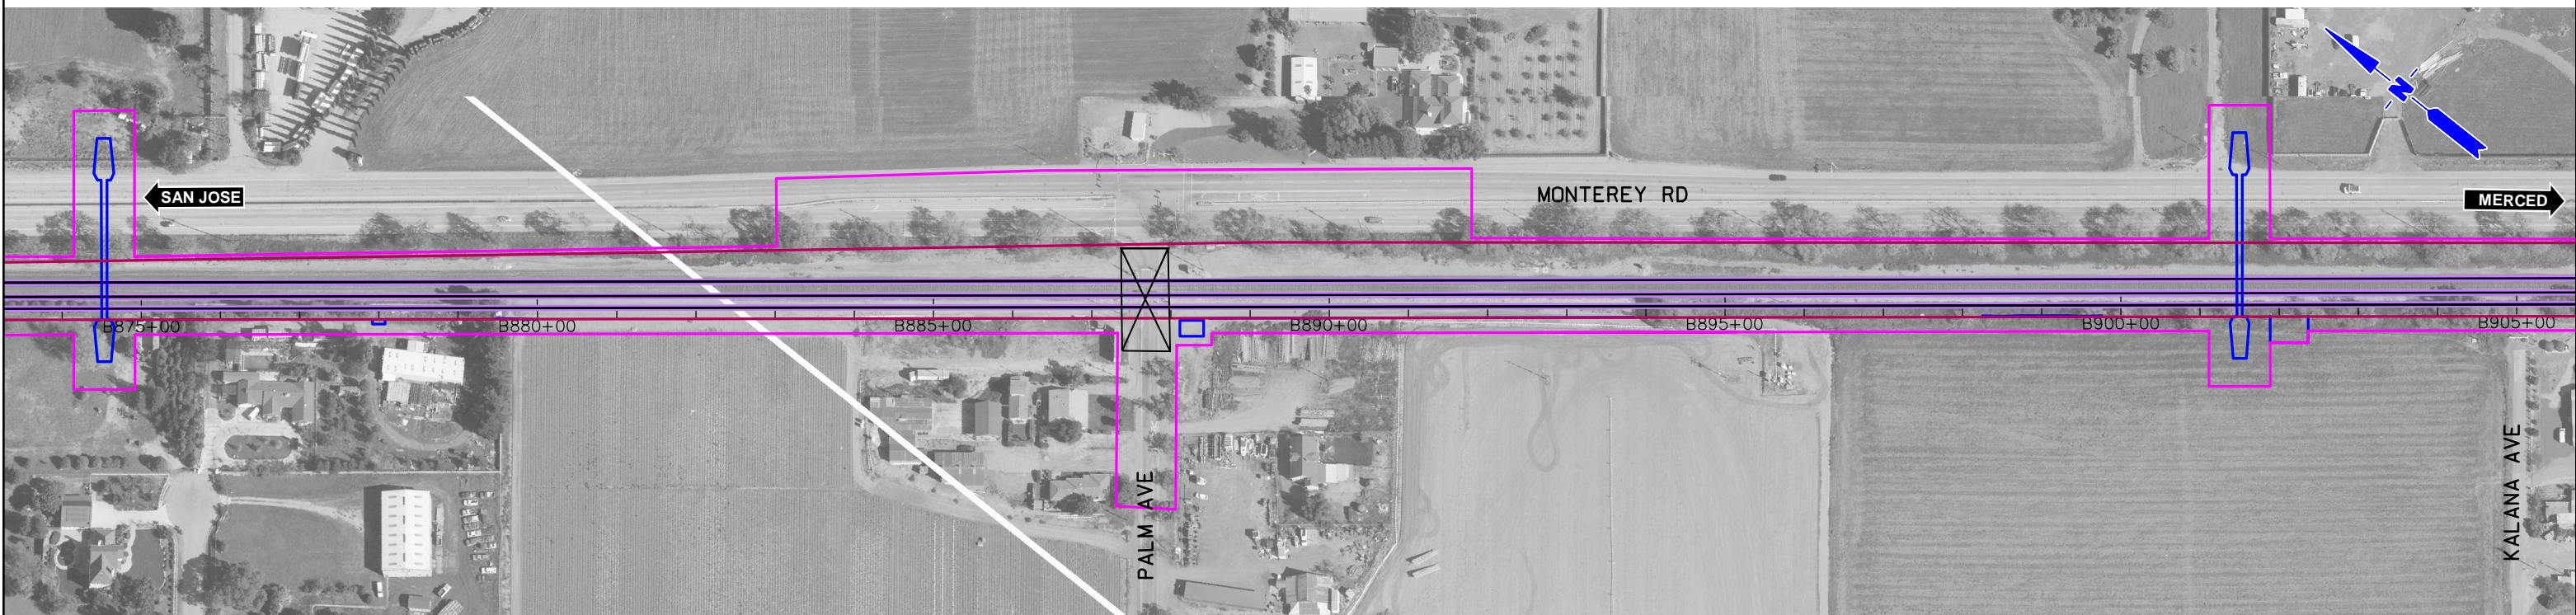 N
SAN JOSE
MONTEREY RD
MERCED
B875+00
B880+00
B885+00
B890+00
B895+00
B900+00
B905+00
PALM AVE
KALANA AVE